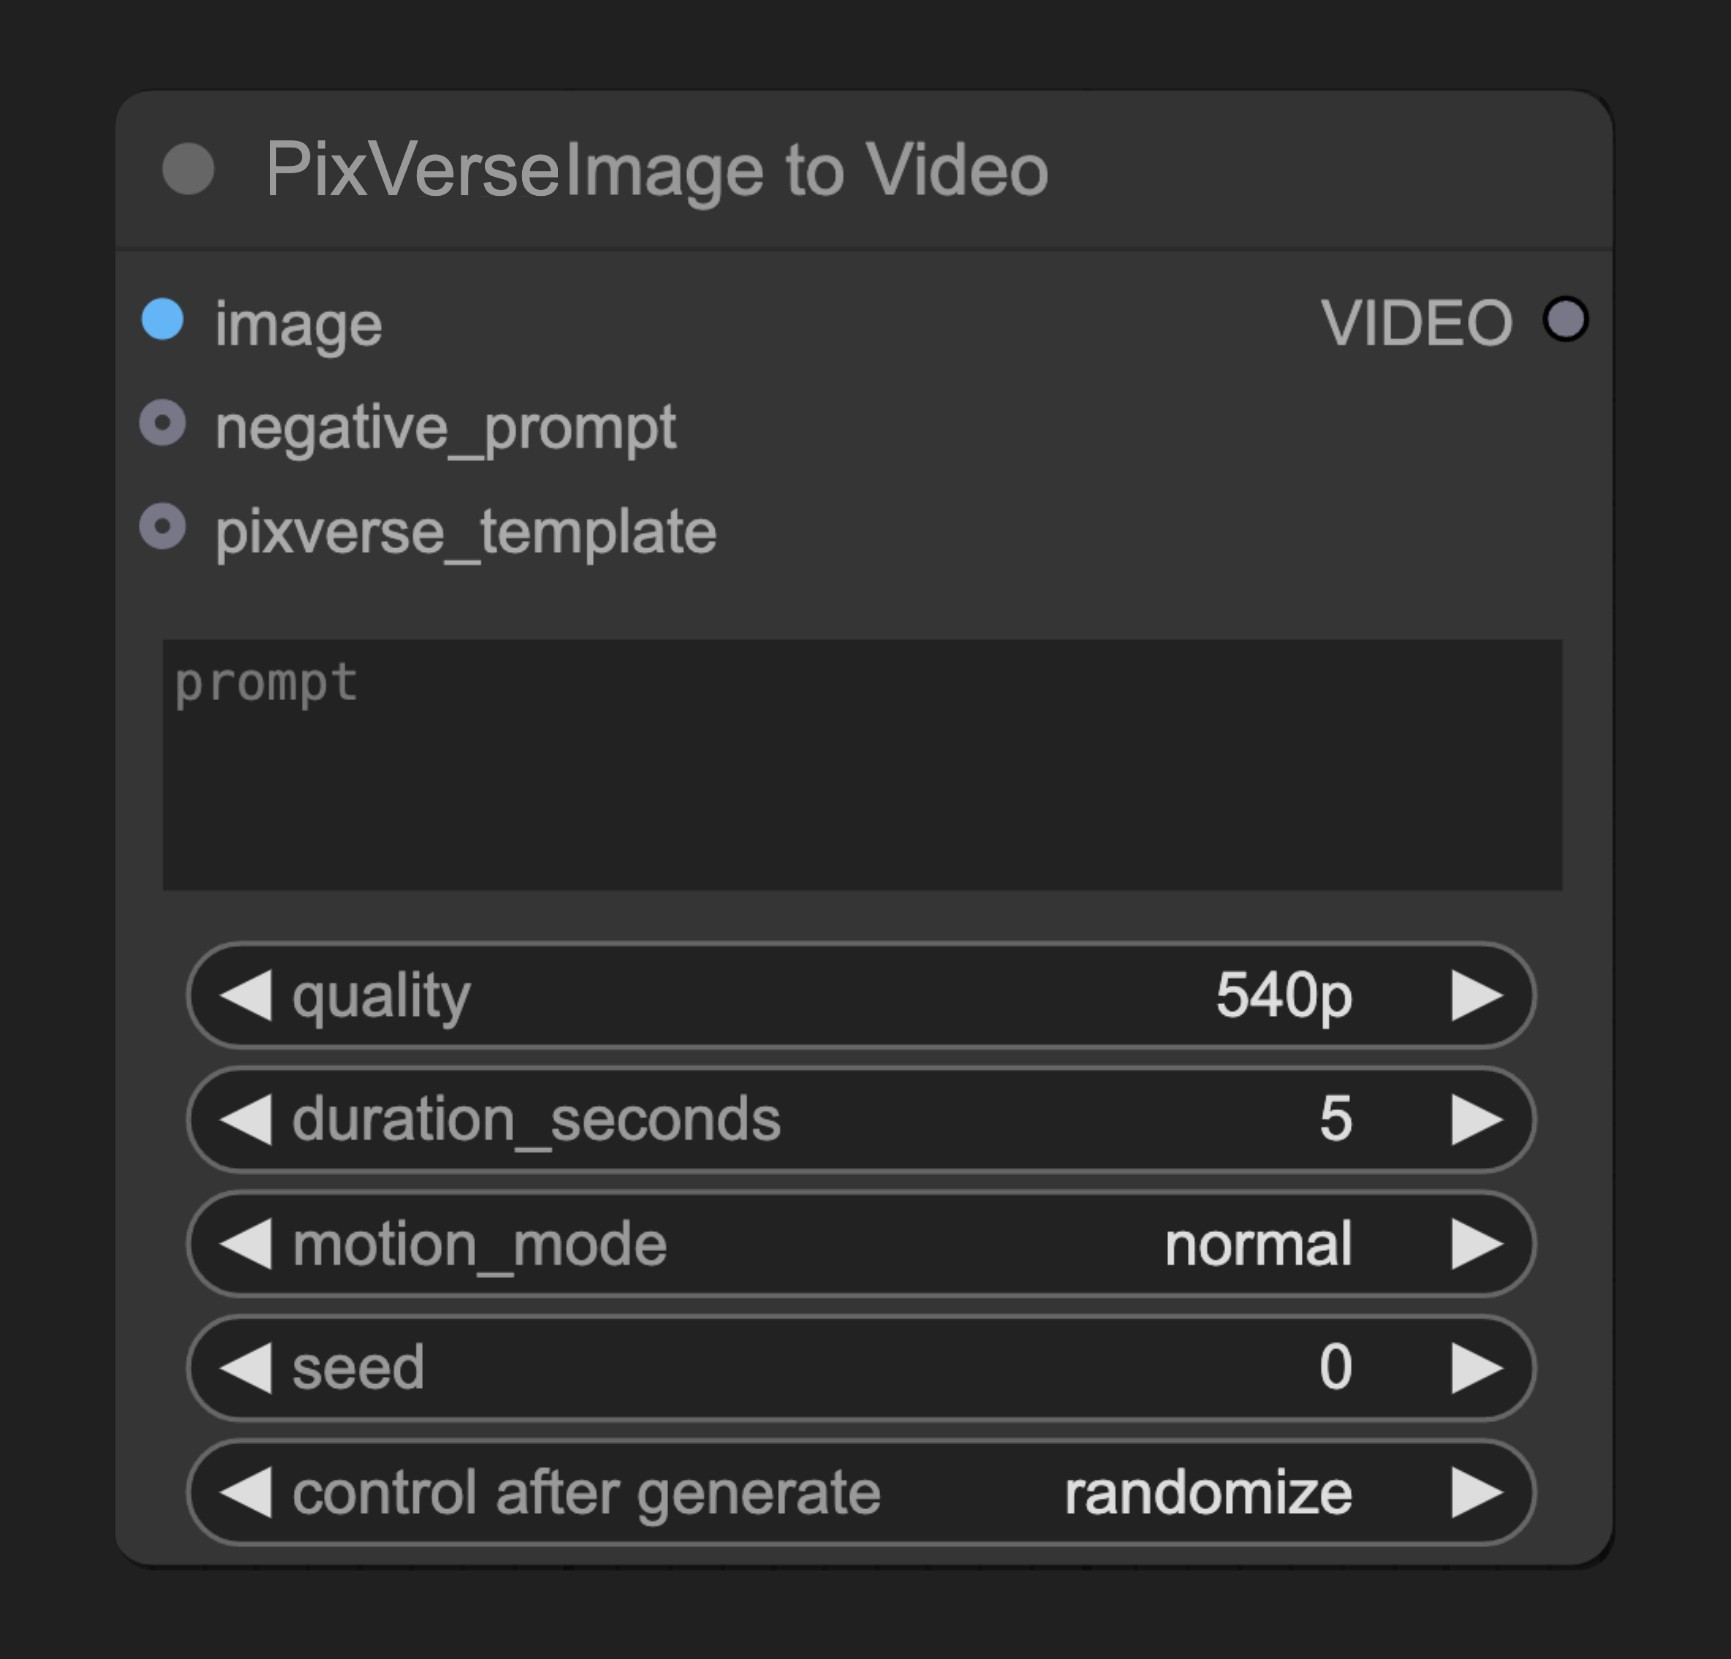 PixVerseImage to Video
image
VIDEO
negative_prompt
pixverse_template
prompt
quality 540p
duration_seconds 5
motion_mode normal
seed 0
control after generate randomize